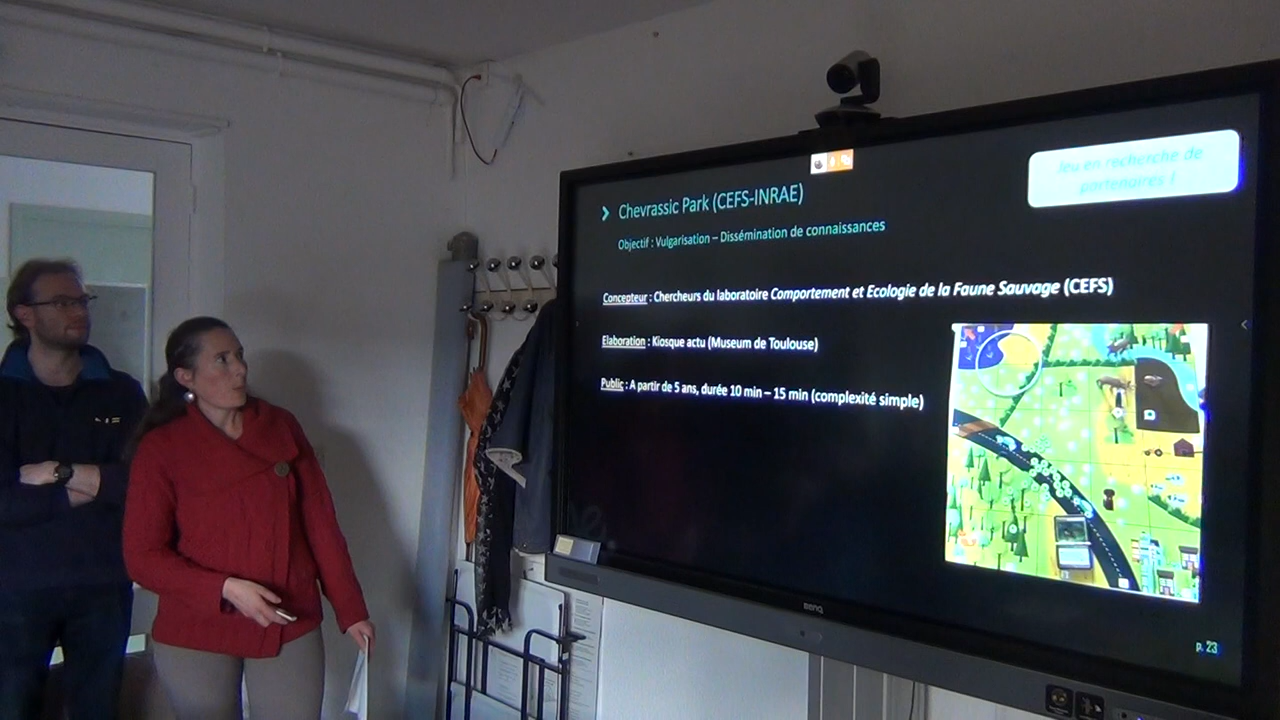 Jeu en recherche de
partenaires !
❯ Chevrassic Park (CEFS-INRAE)
Objectif : Vulgarisation – Dissémination de connaissances
Concepteur : Chercheurs du laboratoire Comportement et Ecologie de la Faune Sauvage (CEFS)
Elaboration : Kiosque actu (Museum de Toulouse)
Public : A partir de 5 ans, durée 10 min – 15 min (complexité simple)
BENQ
p. 23